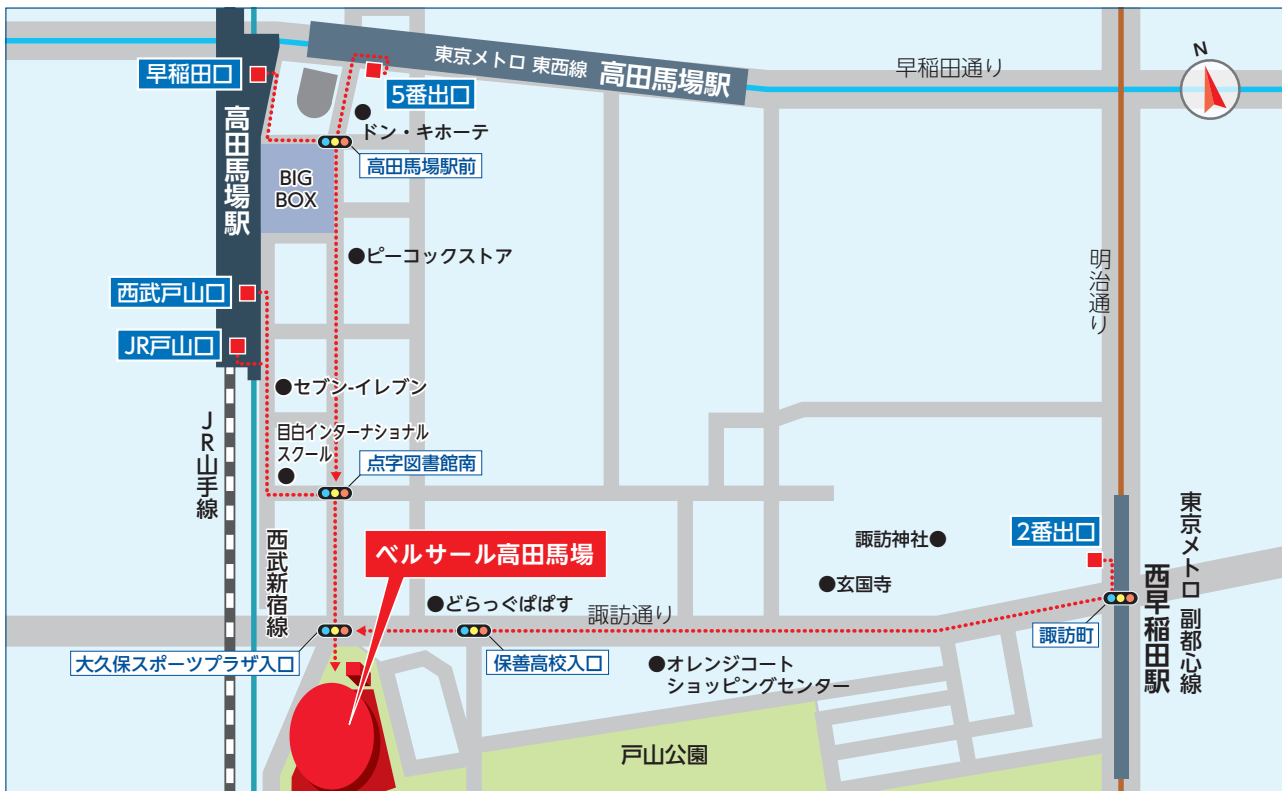 東京メトロ 東西線 高田馬場駅
早稲田通り
N
早稲田口
5番出口
ドン・キホーテ
高田馬場駅前
高田馬場駅
BIG
BOX
ピーコックストア
明治通り
西武戸山口
JR戸山口
セブン-イレブン
JR山手線
目白インターナショナル
スクール
点字図書館南
西武新宿線
ベルサール高田馬場
諏訪神社
2番出口
東京メトロ 副都心線
西早稲田駅
玄国寺
どらっぐぱぱす
諏訪通り
諏訪町
大久保スポーツプラザ入口
保善高校入口
オレンジコート
ショッピングセンター
戸山公園